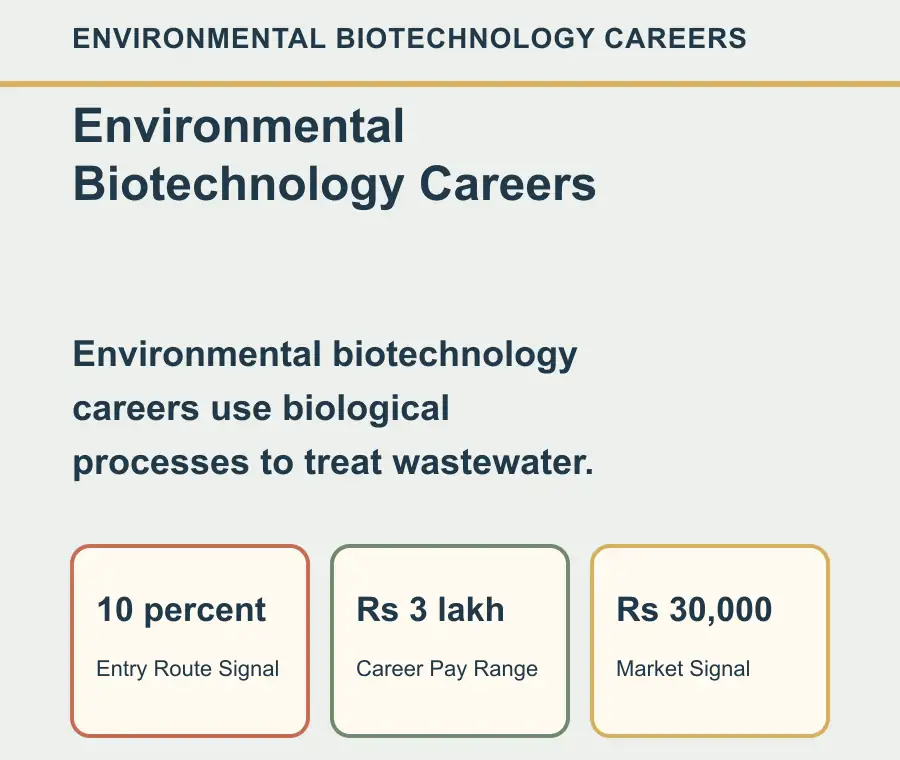 ENVIRONMENTAL BIOTECHNOLOGY CAREERS
Environmental
Biotechnology Careers
Environmental biotechnology
careers use biological
processes to treat wastewater.
10 percent
Entry Route Signal
Rs 3 lakh
Career Pay Range
Rs 30,000
Market Signal